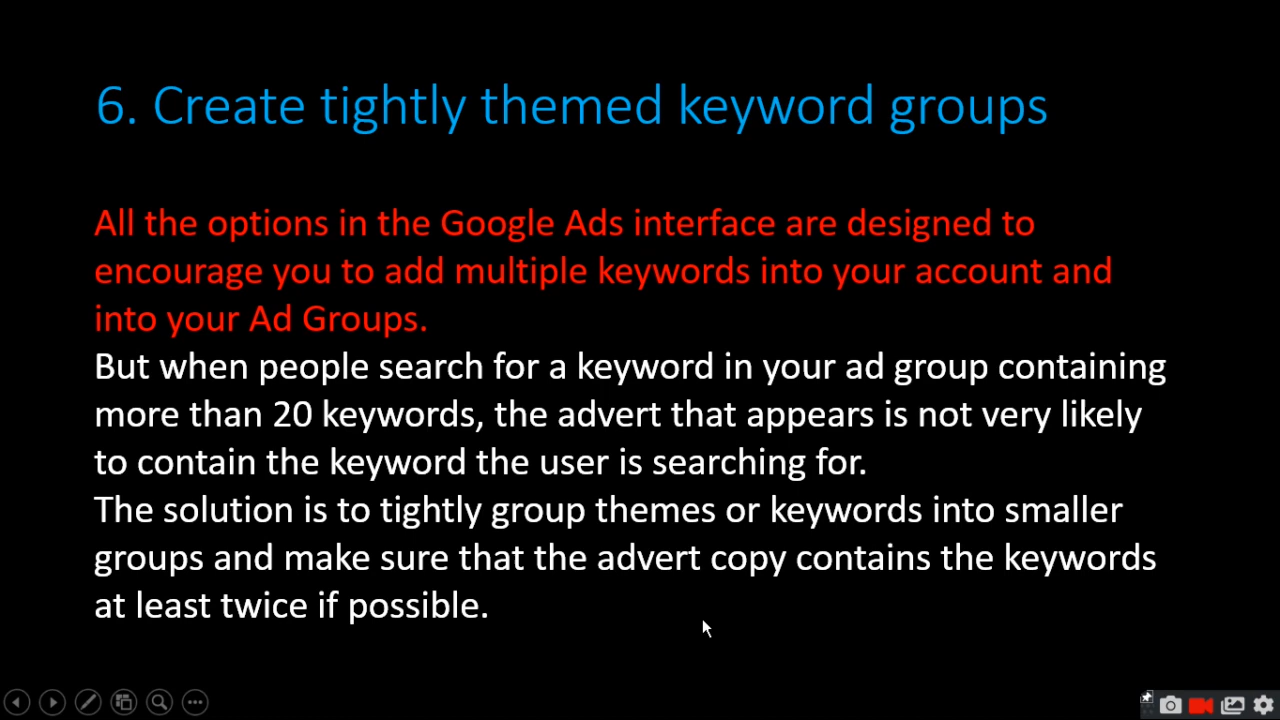 6. Create tightly themed keyword groups
All the options in the Google Ads interface are designed to
encourage you to add multiple keywords into your account and
into your Ad Groups.
But when people search for a keyword in your ad group containing
more than 20 keywords, the advert that appears is not very likely
to contain the keyword the user is searching for.
The solution is to tightly group themes or keywords into smaller
groups and make sure that the advert copy contains the keywords
at least twice if possible.